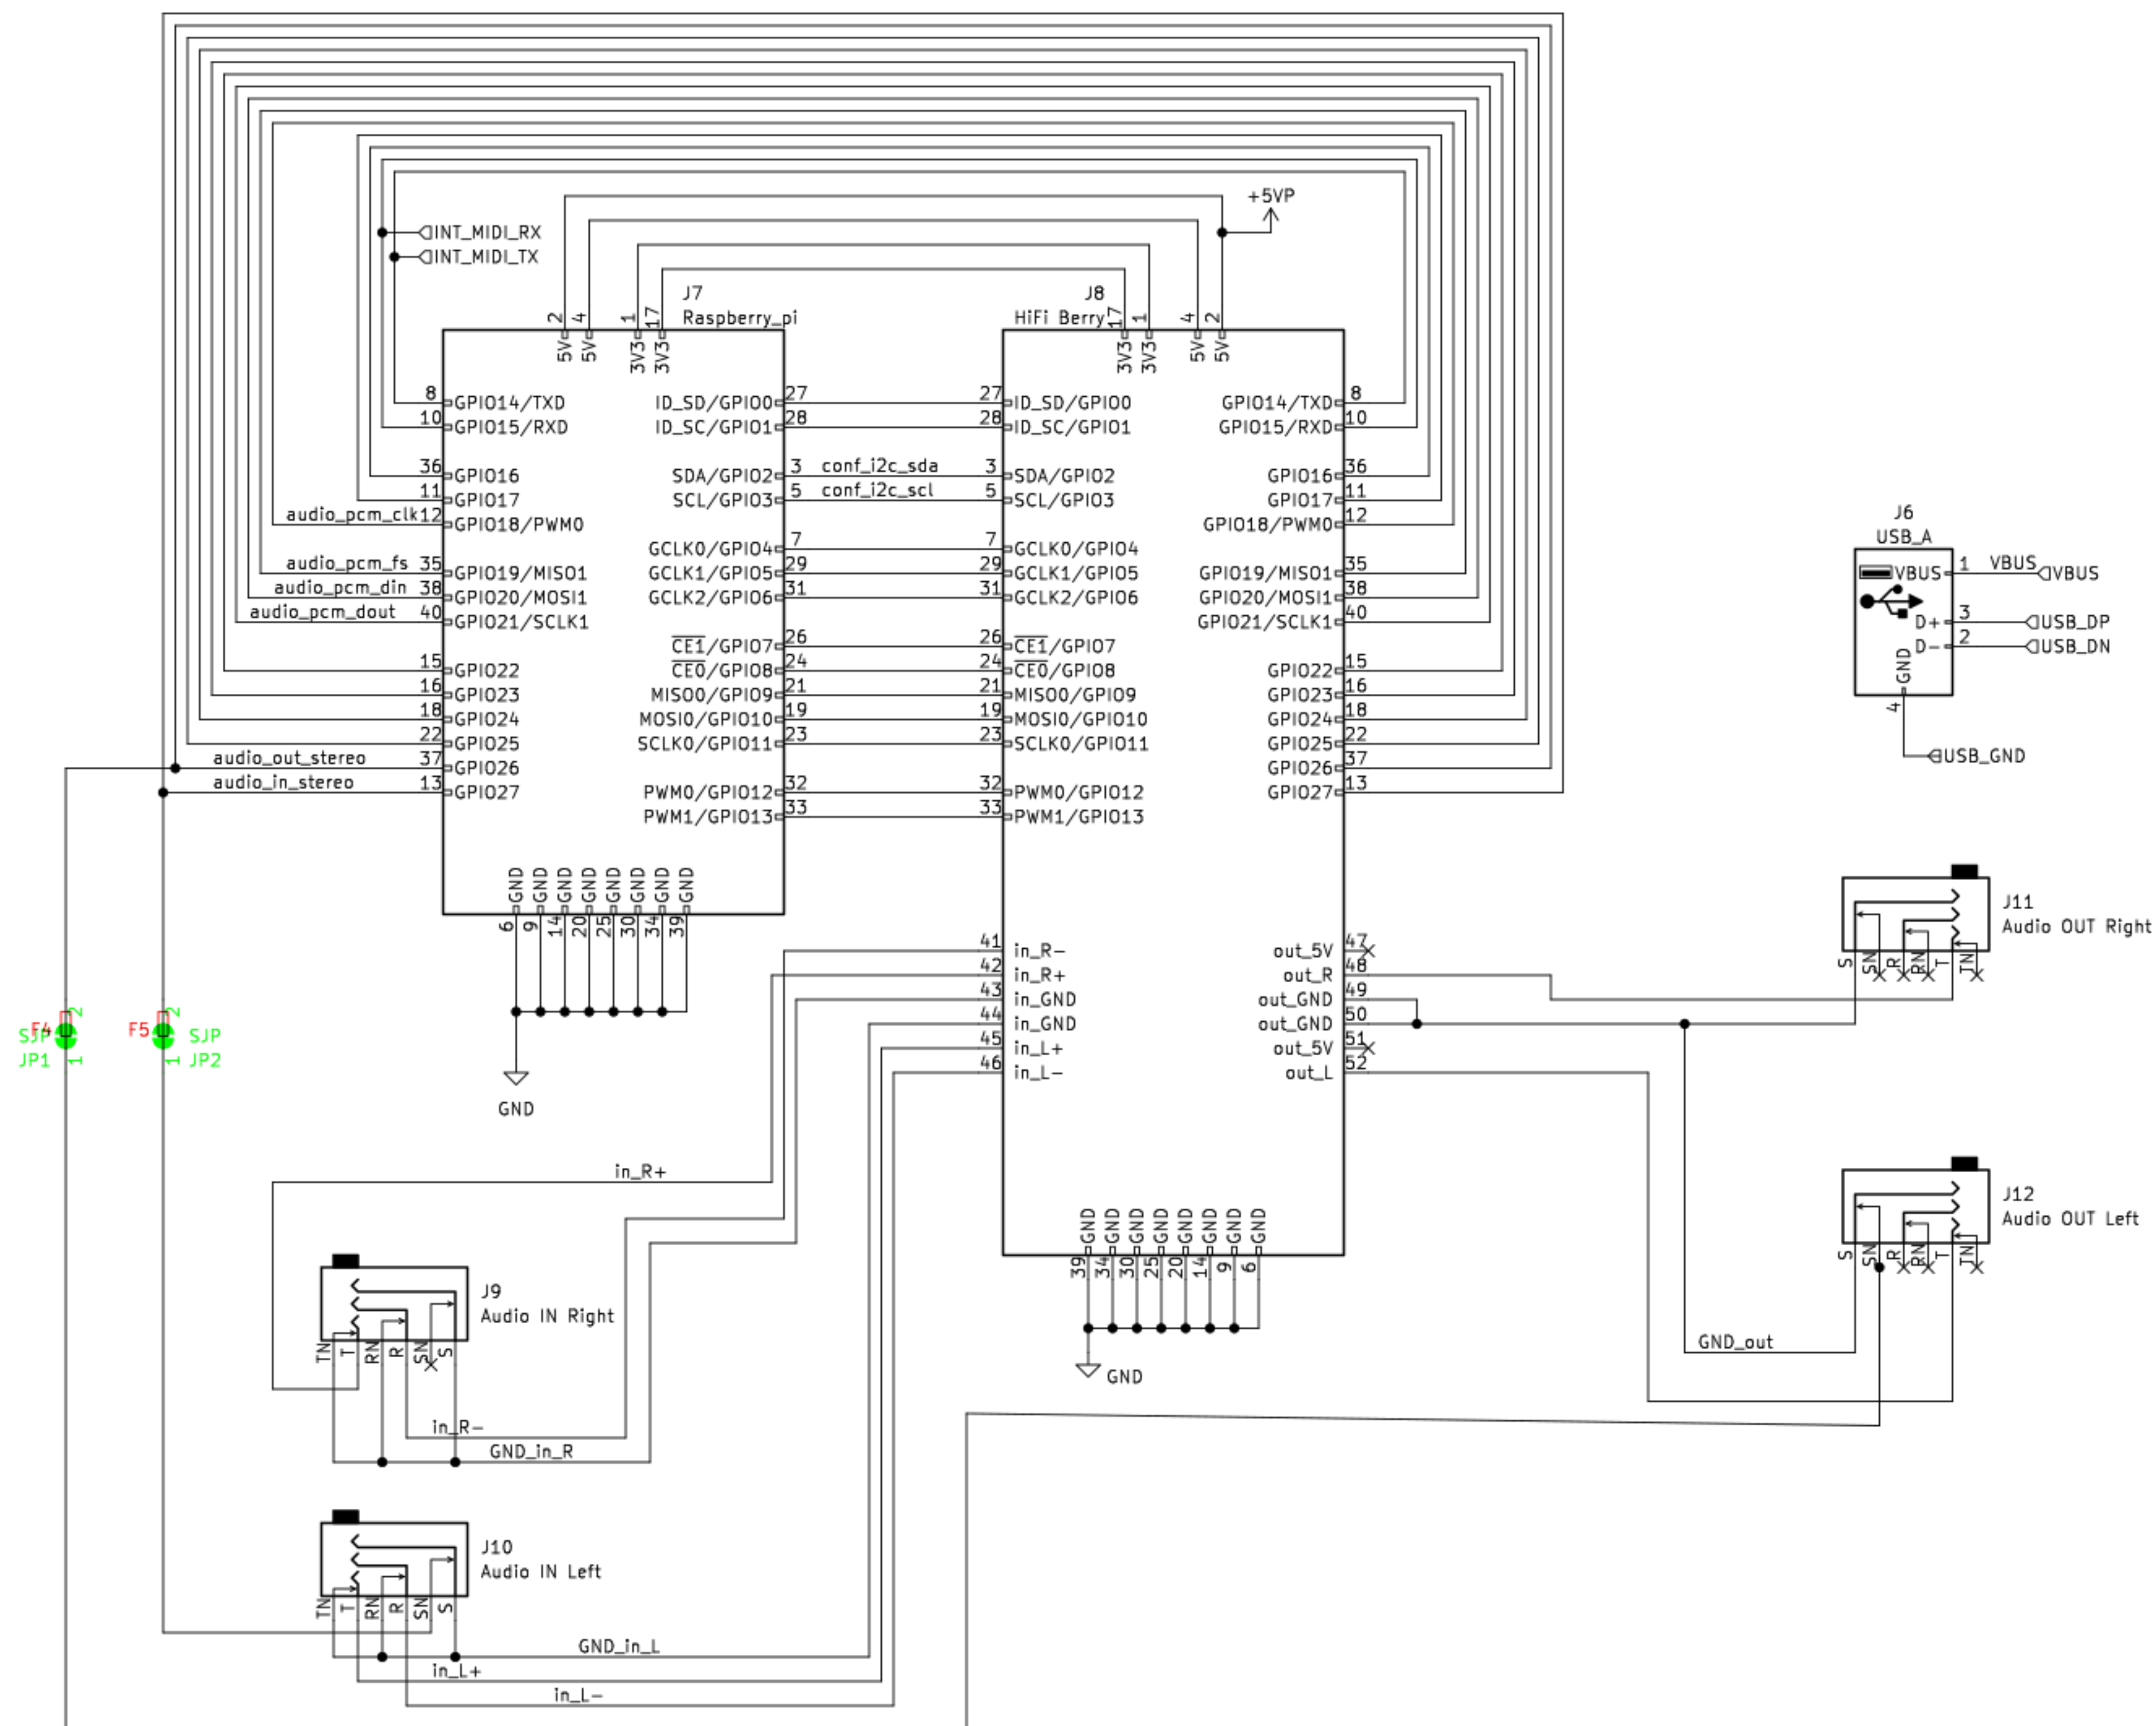 +5VP
INT_MIDI_RX
INT_MIDI_TX
J7
Raspberry_pi
J8
HiFi Berry
2 4 1 17
17 1 4 2
5V 5V 3V3 3V3
3V3 3V3 5V 5V
8 GPIO14/TXD ID_SD/GPIO0 27
27 ID_SD/GPIO0 GPIO14/TXD 8
10 GPIO15/RXD ID_SC/GPIO1 28
28 ID_SC/GPIO1 GPIO15/RXD 10
36 GPIO16 SDA/GPIO2 3 conf_i2c_sda
3 SDA/GPIO2 GPIO16 36
11 GPIO17 SCL/GPIO3 5 conf_i2c_scl
5 SCL/GPIO3 GPIO17 11
audio_pcm_clk 12 GPIO18/PWM0
GPIO18/PWM0 12
GCLK0/GPIO4 7
7 GCLK0/GPIO4
audio_pcm_fs 35 GPIO19/MISO1 GCLK1/GPIO5 29
29 GCLK1/GPIO5 GPIO19/MISO1 35
audio_pcm_din 38 GPIO20/MOSI1 GCLK2/GPIO6 31
31 GCLK2/GPIO6 GPIO20/MOSI1 38
audio_pcm_dout 40 GPIO21/SCLK1
GPIO21/SCLK1 40
CE1/GPIO7 26
26 CE1/GPIO7
15 GPIO22 CE0/GPIO8 24
24 CE0/GPIO8 GPIO22 15
16 GPIO23 MISO0/GPIO9 21
21 MISO0/GPIO9 GPIO23 16
18 GPIO24 MOSI0/GPIO10 19
19 MOSI0/GPIO10 GPIO24 18
22 GPIO25 SCLK0/GPIO11 23
23 SCLK0/GPIO11 GPIO25 22
audio_out_stereo 37 GPIO26
GPIO26 37
audio_in_stereo 13 GPIO27 PWM0/GPIO12 32
32 PWM0/GPIO12 GPIO27 13
PWM1/GPIO13 33
33 PWM1/GPIO13
GND GND GND GND GND GND GND GND
6 9 14 20 25 30 34 39
GND
J6
USB_A
VBUS 1 VBUS VBUS
D+ 3 USB_DP
D- 2 USB_DN
GND
4
USB_GND
41 in_R- out_5V 47
42 in_R+ out_R 48
43 in_GND out_GND 49
44 in_GND out_GND 50
45 in_L+ out_5V 51
46 in_L- out_L 52
J11
Audio OUT Right
S SN R RN T TN
F4 2
SJP
JP1 1
F5 2
SJP
1 JP2
in_R+
GND GND GND GND GND GND GND GND
39 34 30 25 20 14 9 6
GND
J12
Audio OUT Left
S SN R RN T TN
GND_out
J9
Audio IN Right
TN T RN R SN S
in_R-
GND_in_R
J10
Audio IN Left
TN T RN R SN S
GND_in_L
in_L+
in_L-